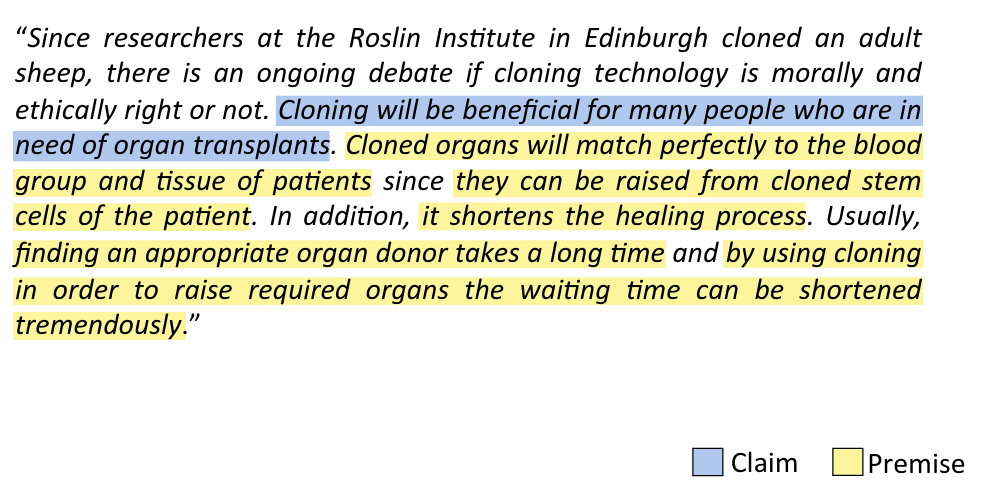 “Since researchers at the Roslin Institute in Edinburgh cloned an adult
sheep, there is an ongoing debate if cloning technology is morally and
ethically right or not. Cloning will be beneficial for many people who are in
need of organ transplants. Cloned organs will match perfectly to the blood
group and tissue of patients since they can be raised from cloned stem
cells of the patient. In addition, it shortens the healing process. Usually,
finding an appropriate organ donor takes a long time and by using cloning
in order to raise required organs the waiting time can be shortened
tremendously.”
Claim Premise